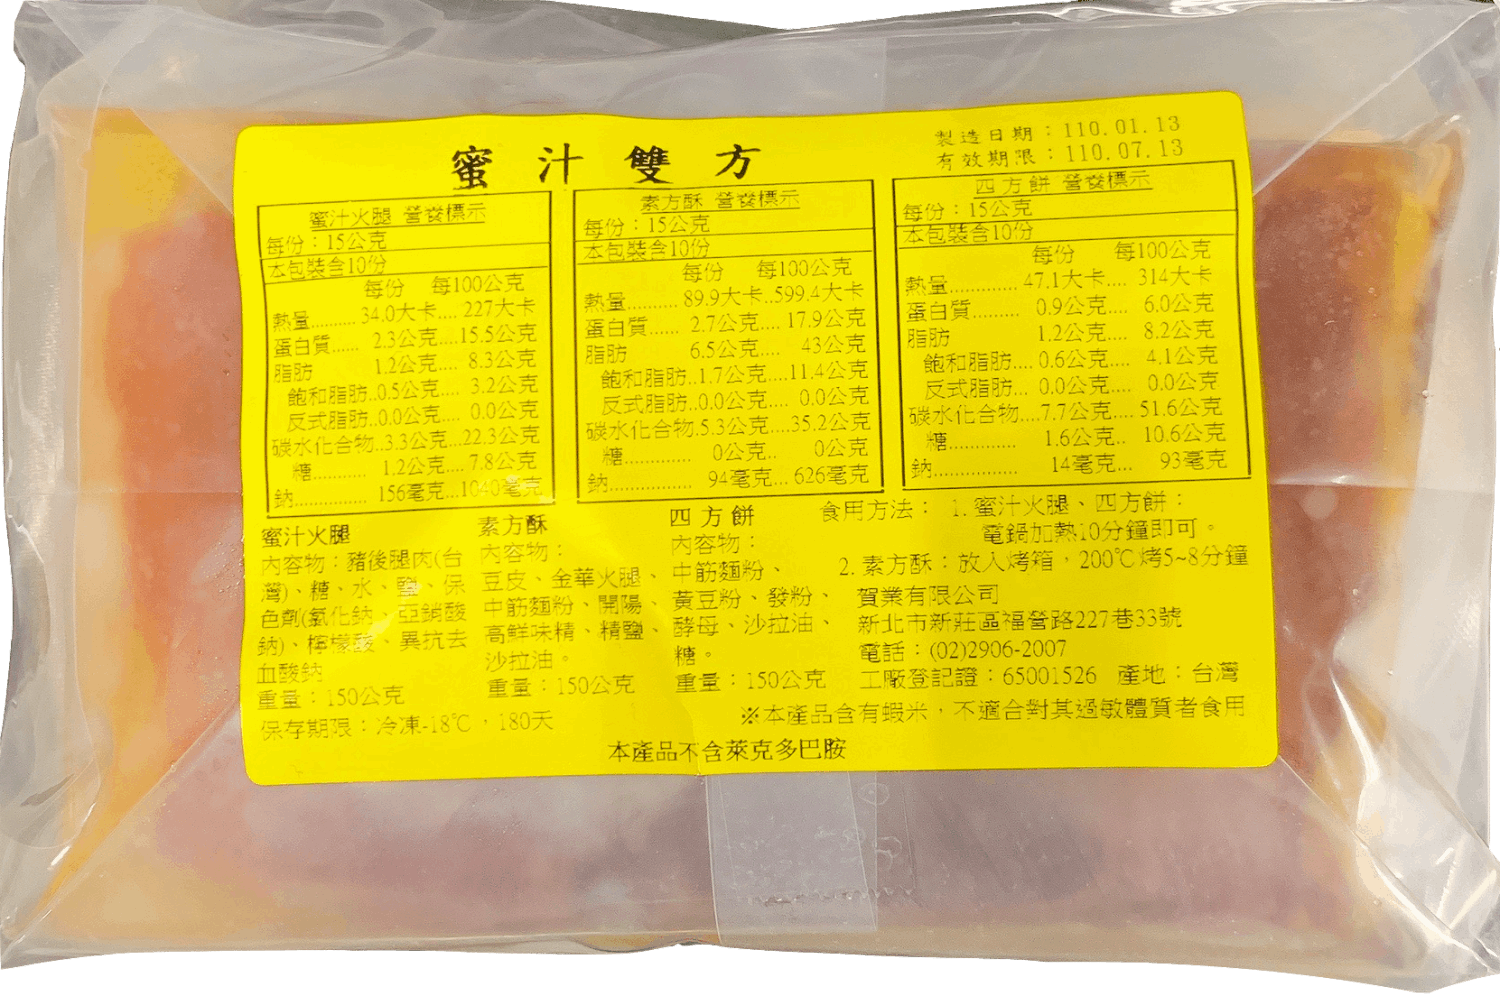 蜜汁雙方
製造日期：110.01.13
有效期限：110.07.13
蜜汁火腿 營養標示
每份：15公克
本包裝含10份
每份 每100公克
熱量..........34.0大卡....227大卡
蛋白質......2.3公克....15.5公克
脂肪 1.2公克.... 8.3公克
飽和脂肪..0.5公克.... 3.2公克
反式脂肪..0.0公克.... 0.0公克
碳水化合物..3.3公克...22.3公克
糖............ 1.2公克.... 7.8公克
鈉................ 156毫克...1040毫克
素方酥 營養標示
每份：15公克
本包裝含10份
每份 每100公克
熱量...........89.9大卡..599.4大卡
蛋白質...... 2.7公克.... 17.9公克
脂肪 6.5公克.... 43公克
飽和脂肪..1.7公克....11.4公克
反式脂肪..0.0公克.... 0.0公克
碳水化合物.5.3公克....35.2公克
糖.............. 0公克.. 0公克
鈉.................. 94毫克... 626毫克
四方餅 營養標示
每份：15公克
本包裝含10份
每份 每100公克
熱量.................. 47.1大卡.... 314大卡
蛋白質......... 0.9公克.... 6.0公克
脂肪 1.2公克.... 8.2公克
飽和脂肪.... 0.6公克.... 4.1公克
反式脂肪... 0.0公克.... 0.0公克
碳水化合物....7.7公克.... 51.6公克
糖............ 1.6公克.. 10.6公克
鈉.................. 14毫克... 93毫克
蜜汁火腿
內容物：豬後腿肉(台
灣)、糖、水、鹽、保
色劑(氯化鈉、亞硝酸
鈉)、檸檬酸、異抗去
血酸鈉
重量：150公克
保存期限：冷凍-18℃，180天
素方酥
內容物：
豆皮、金華火腿、
中筋麵粉、開陽、
高鮮味精、精鹽、
沙拉油。
重量：150公克
四方餅
內容物：
中筋麵粉、
黃豆粉、發粉、
酵母、沙拉油、
糖。
重量：150公克
食用方法： 1. 蜜汁火腿、四方餅：
電鍋加熱10分鐘即可。
2. 素方酥：放入烤箱，200℃烤5~8分鐘
賀業有限公司
新北市新莊區福營路227巷33號
電話：(02)2906-2007
工廠登記證：65001526 產地：台灣
※本產品含有蝦米，不適合對其過敏體質者食用
本產品不含萊克多巴胺